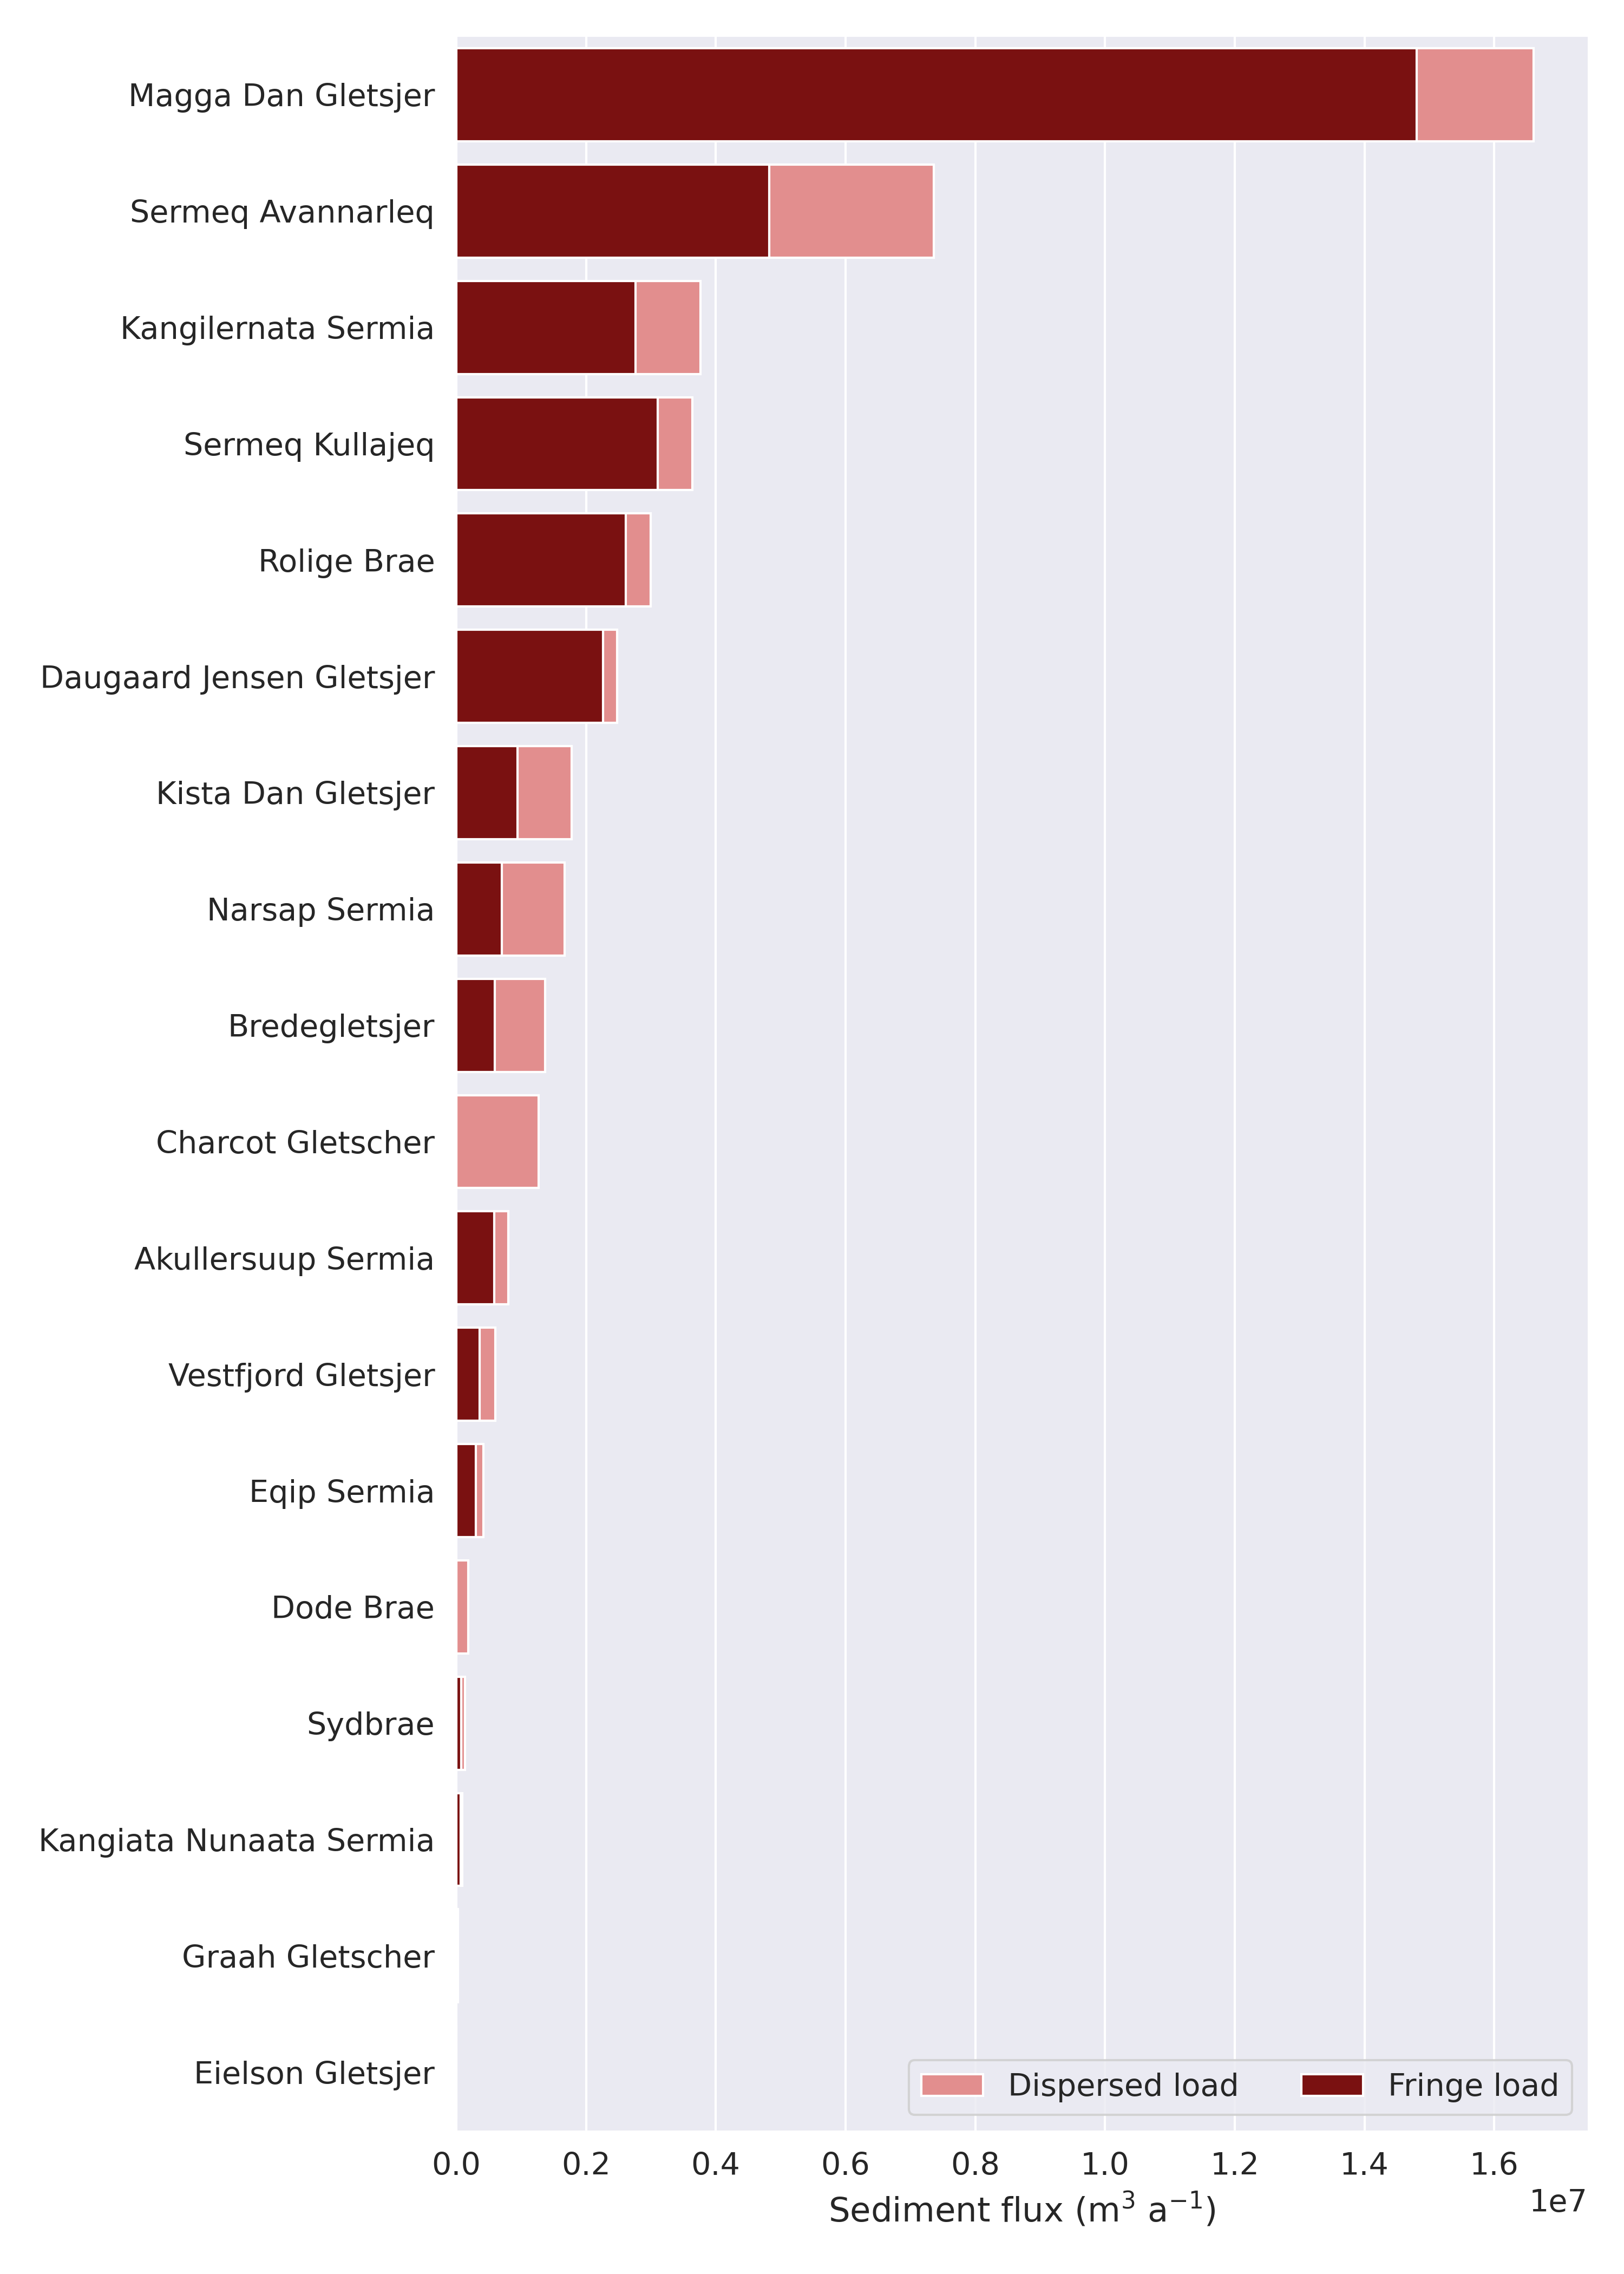 Magga Dan Gletsjer
Sermeq Avannarleq
Kangilernata Sermia
Sermeq Kullajeq
Rolige Brae
Daugaard Jensen Gletsjer
Kista Dan Gletsjer
Narsap Sermia
Bredegletsjer
Charcot Gletscher
Akullersuup Sermia
Vestfjord Gletsjer
Eqip Sermia
Dode Brae
Sydbrae
Kangiata Nunaata Sermia
Graah Gletscher
Eielson Gletsjer
Dispersed load Fringe load
0.0 0.2 0.4 0.6 0.8 1.0 1.2 1.4 1.6
1e7
Sediment flux (m³ a⁻¹)